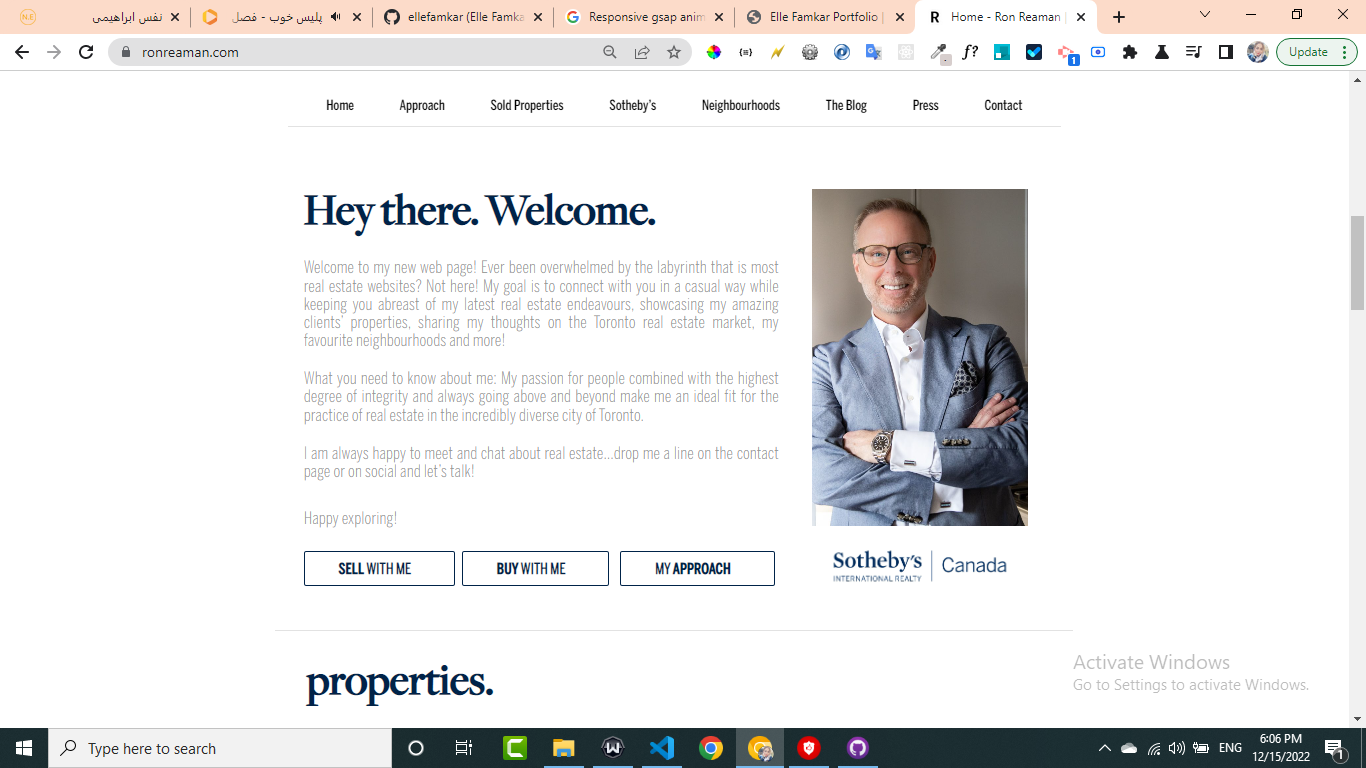 نفس ابراهیمی
پلیس خوب - فصل
ellefamkar (Elle Famka
Responsive gsap anim
Elle Famkar Portfolio |
Home - Ron Reaman |
ronreaman.com
Update
Home Approach Sold Properties Sotheby's Neighbourhoods The Blog Press Contact
Hey there. Welcome.
Welcome to my new web page! Ever been overwhelmed by the labyrinth that is most
real estate websites? Not here! My goal is to connect with you in a casual way while
keeping you abreast of my latest real estate endeavours, showcasing my amazing
clients' properties, sharing my thoughts on the Toronto real estate market, my
favourite neighbourhoods and more!
What you need to know about me: My passion for people combined with the highest
degree of integrity and always going above and beyond make me an ideal fit for the
practice of real estate in the incredibly diverse city of Toronto.
I am always happy to meet and chat about real estate...drop me a line on the contact
page or on social and let's talk!
Happy exploring!
SELL WITH ME
BUY WITH ME
MY APPROACH
Sotheby's
INTERNATIONAL REALTY
Canada
properties.
Activate Windows
Go to Settings to activate Windows.
Type here to search
ENG
6:06 PM
12/15/2022
1